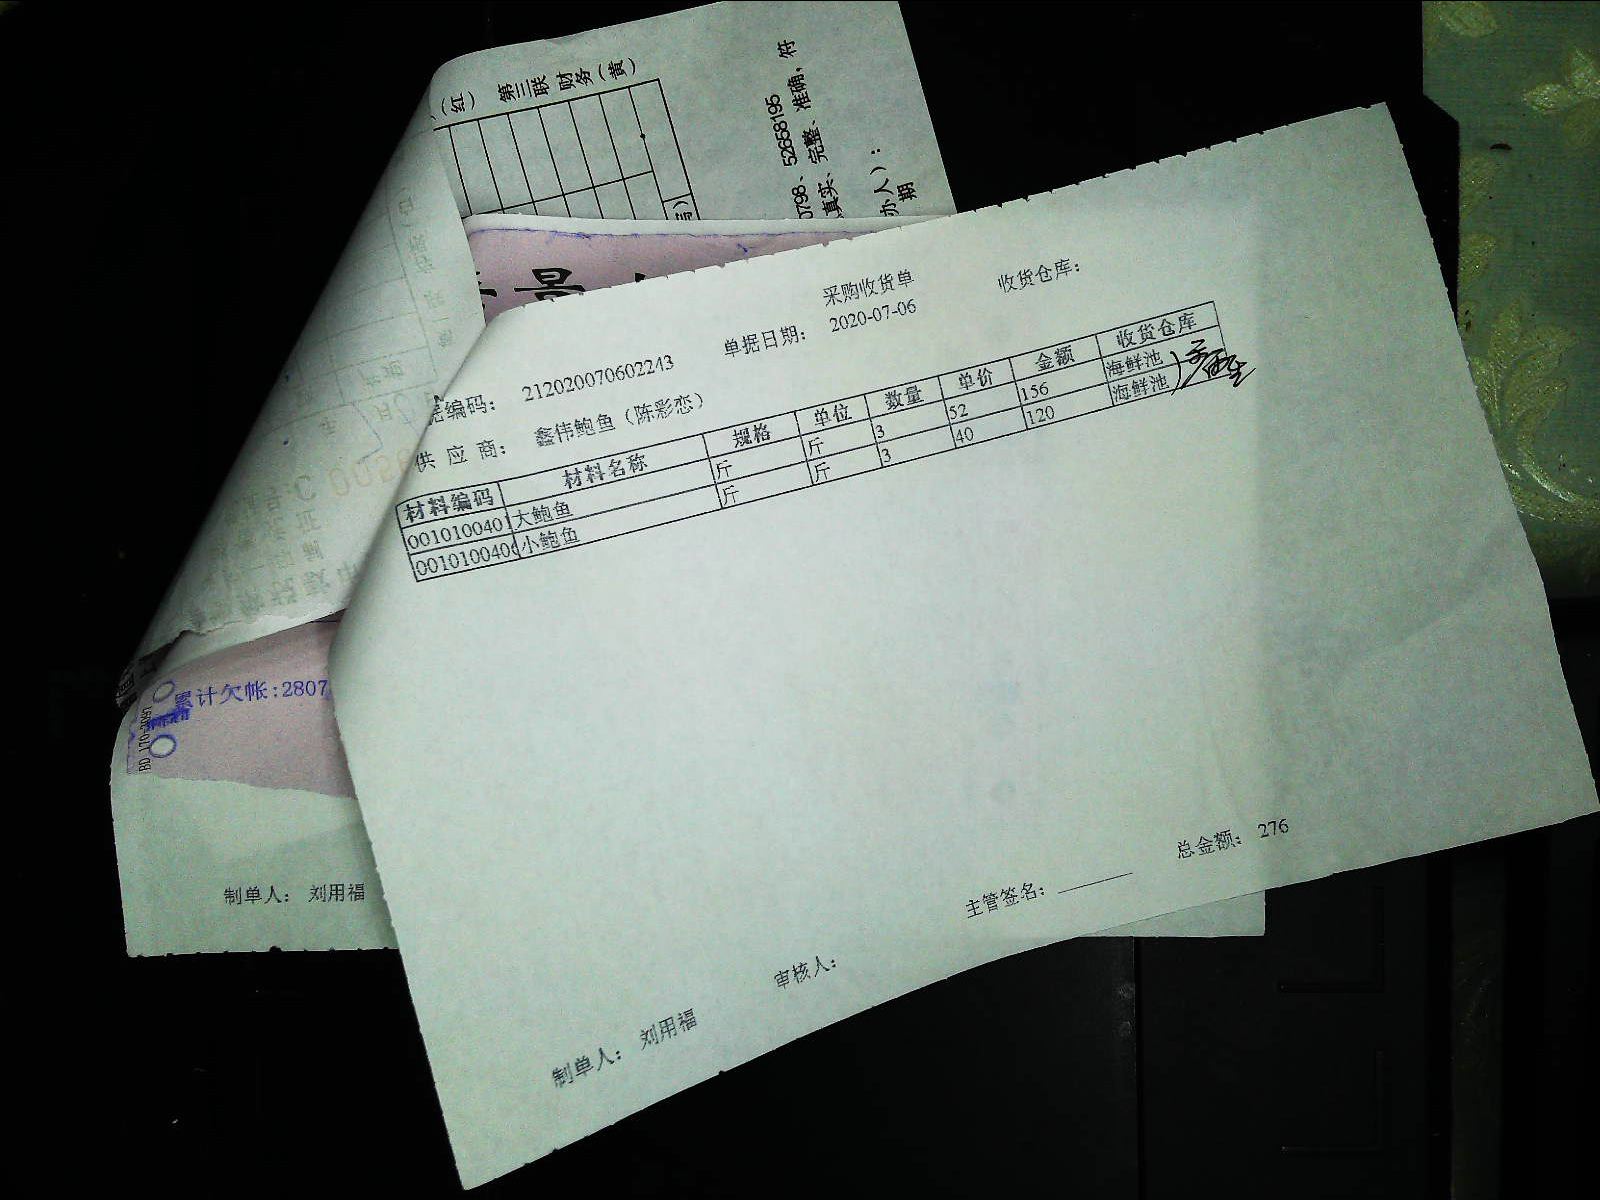 (红) 第三联 财务(黄)
0798、52658195
真实、完整、准确，符
办人）：
期
景
采购收货单
收货仓库：
单据日期： 2020-07-06
编码： 212020070602243
供 应 商： 鑫伟鲍鱼（陈彩恋）
材料编码 材料名称 规格 单位 数量 单价 金额 收货仓库
0010100401 大鲍鱼 斤 斤 3 52 156 海鲜池
001010040 小鲍鱼 斤 斤 3 40 120 海鲜池
累计欠帐:2807
制单人： 刘用福
总金额： 276
主管签名：
审核人：
制单人： 刘用福